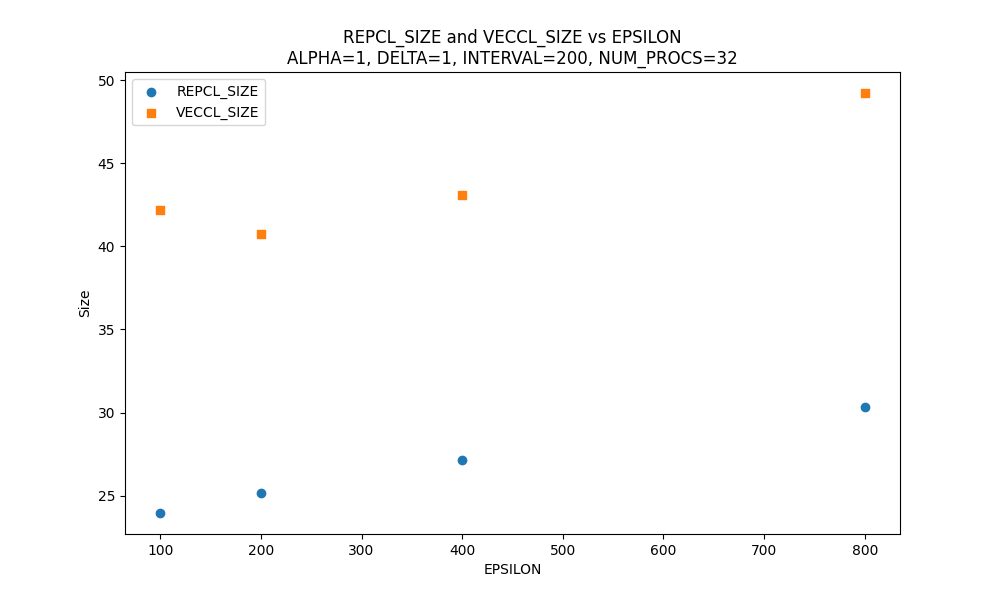 REPCL_SIZE and VECCL_SIZE vs EPSILON
ALPHA=1, DELTA=1, INTERVAL=200, NUM_PROCS=32
REPCL_SIZE
VECCL_SIZE
50
45
40
35
30
25
Size
100 200 300 400 500 600 700 800
EPSILON